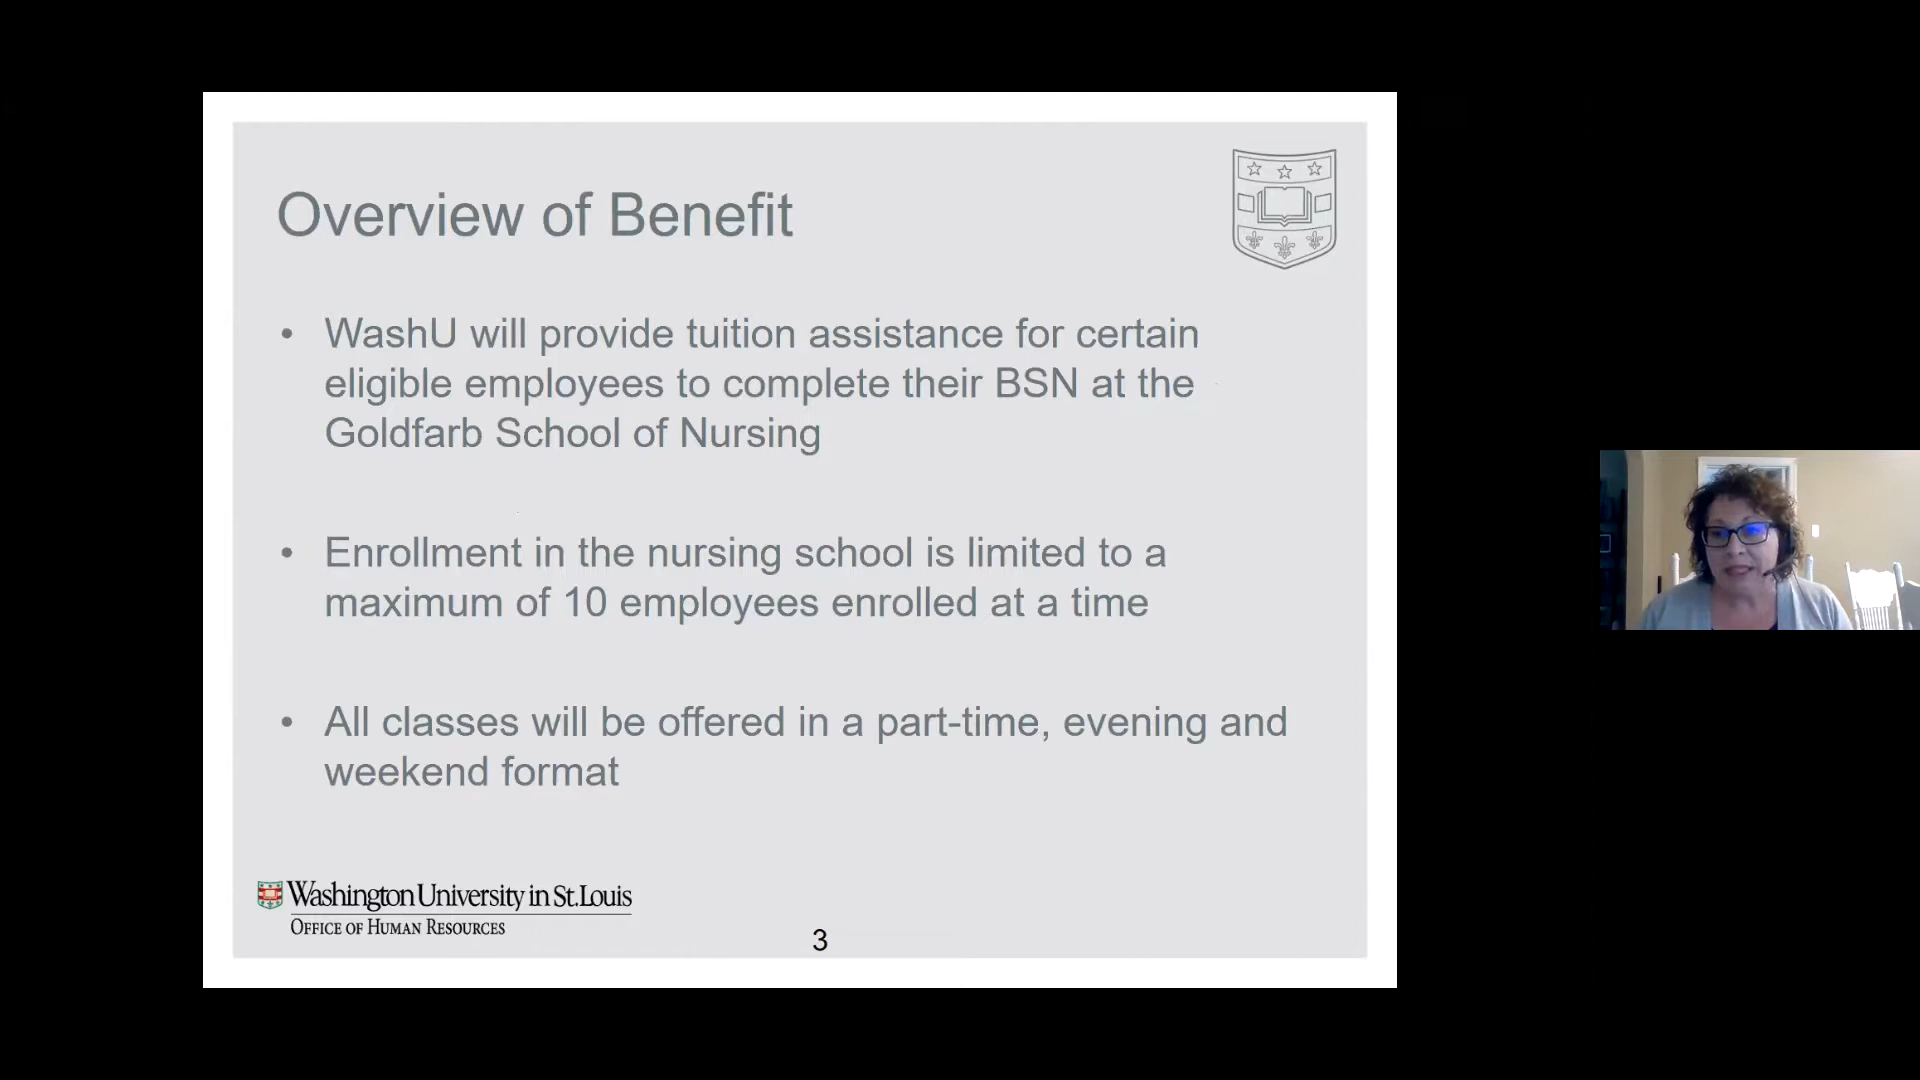 Overview of Benefit
• WashU will provide tuition assistance for certain
eligible employees to complete their BSN at the
Goldfarb School of Nursing
• Enrollment in the nursing school is limited to a
maximum of 10 employees enrolled at a time
• All classes will be offered in a part-time, evening and
weekend format
Washington University in St. Louis
OFFICE OF HUMAN RESOURCES
3